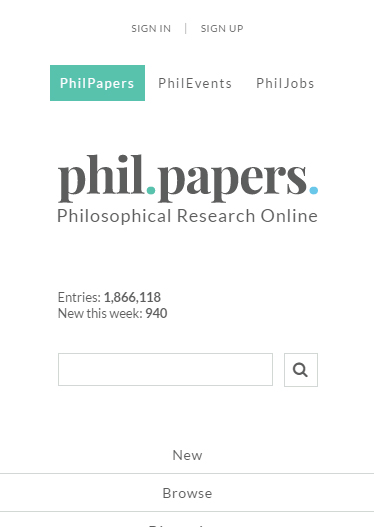 SIGN IN | SIGN UP
PhilPapers PhilEvents PhilJobs
phil.papers.
Philosophical Research Online
Entries: 1,866,118
New this week: 940
New
Browse